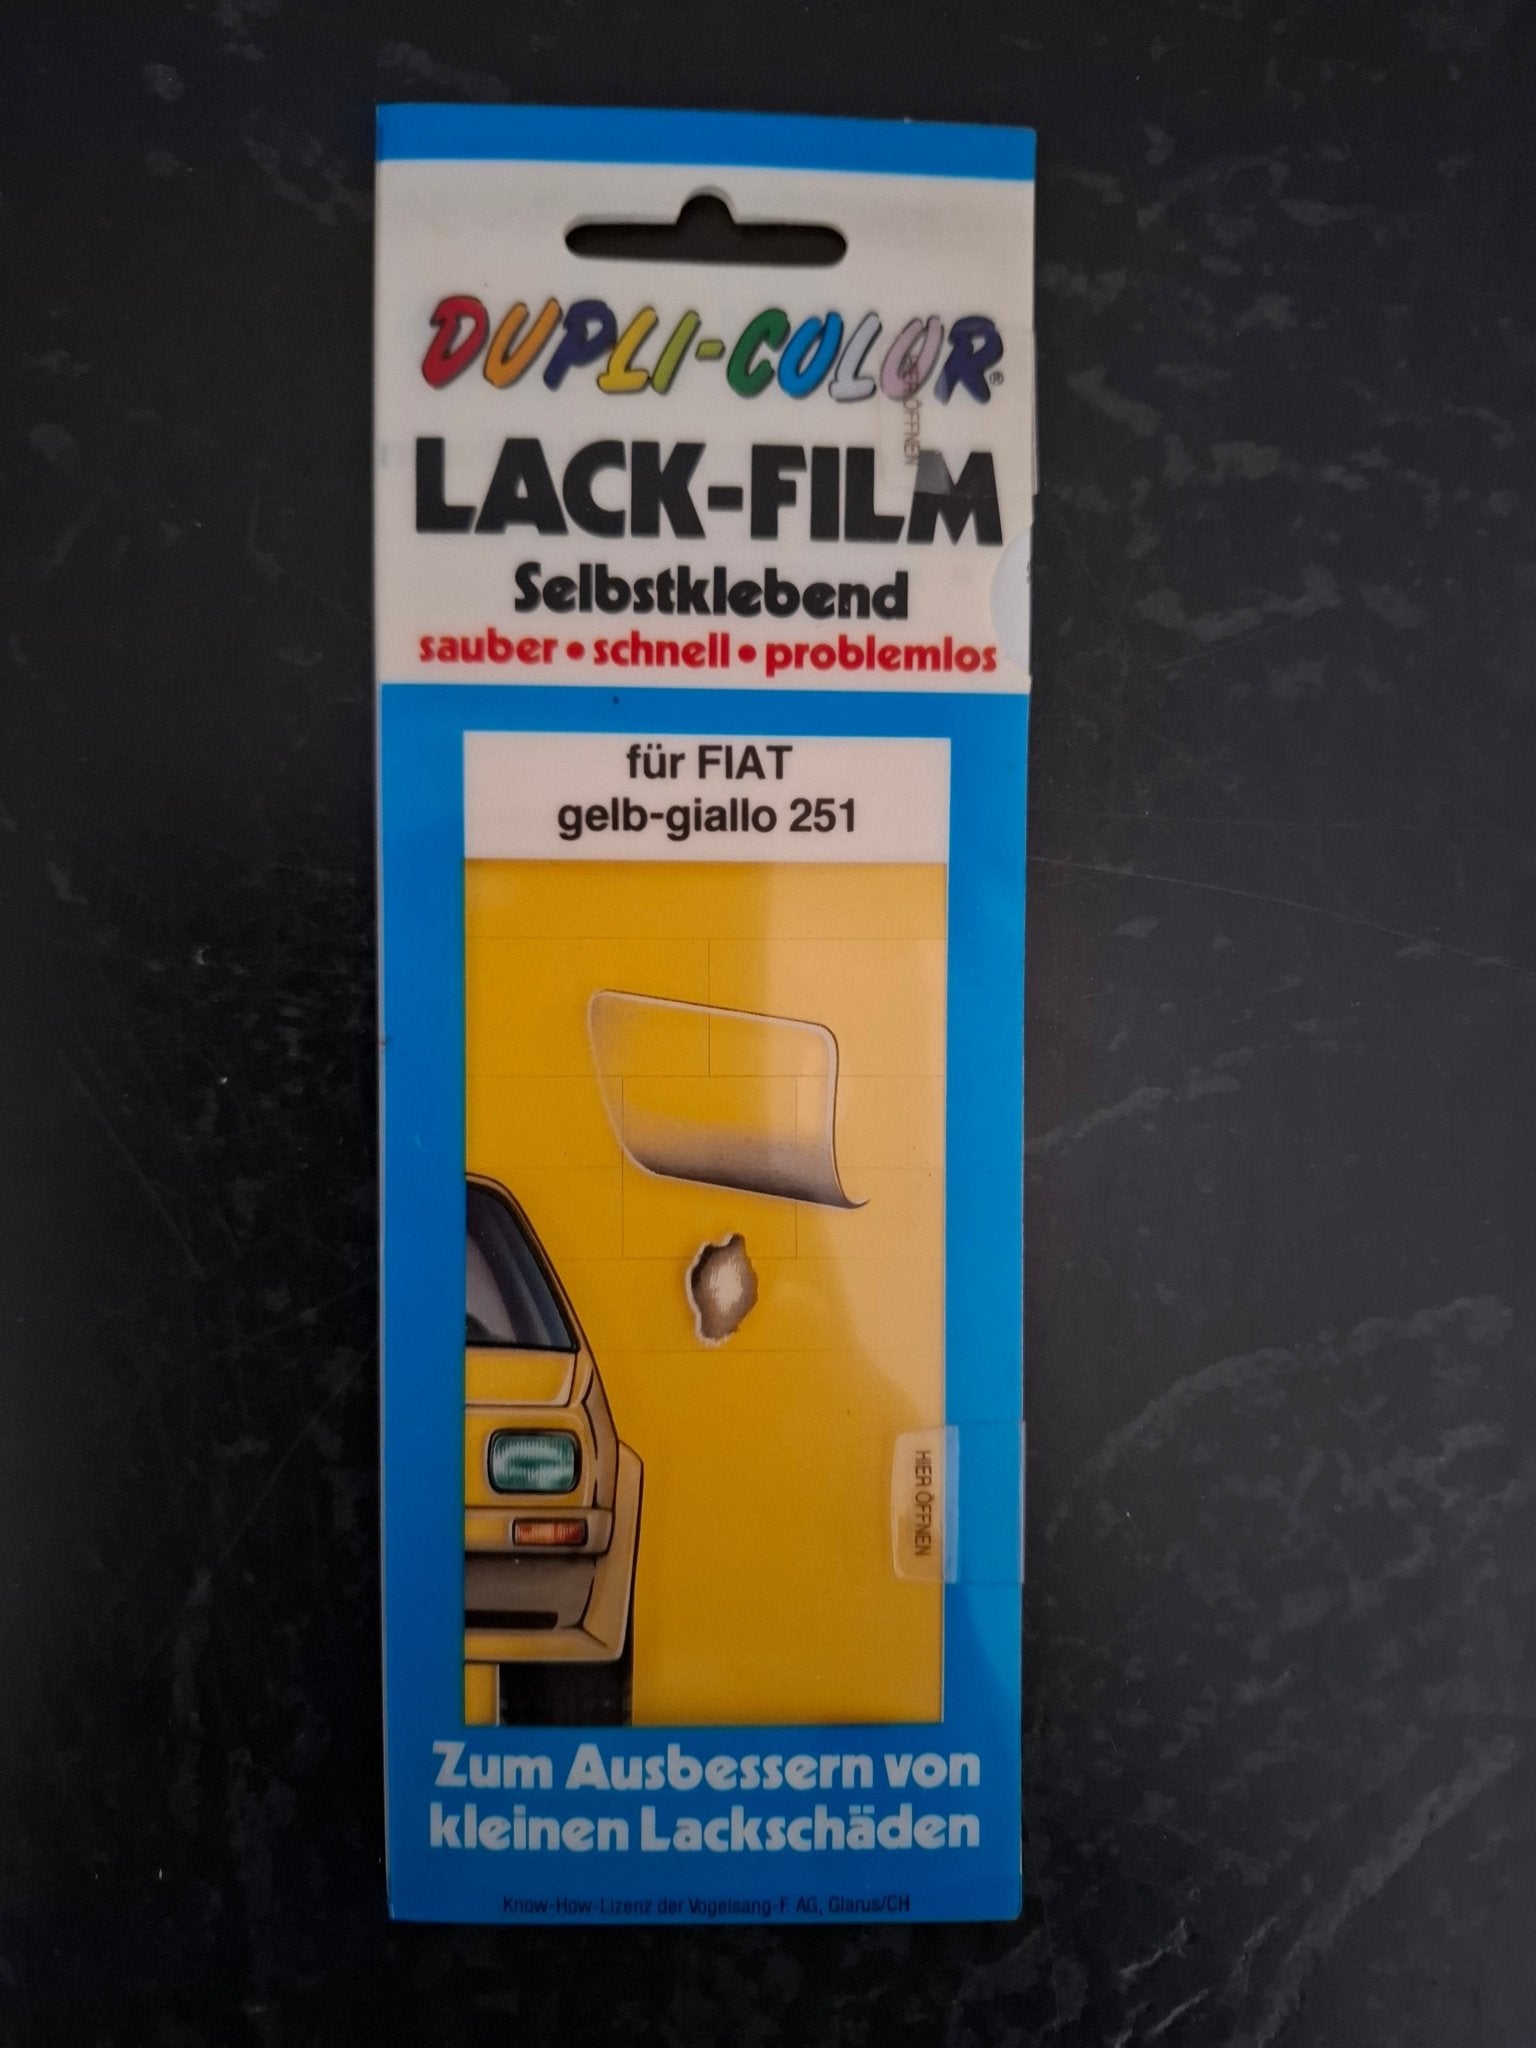 DUPLI-COLOR®
LACK-FILM
Selbstklebend
sauber • schnell • problemlos
für FIAT
gelb-giallo 251
HIER ÖFFNEN
Zum Ausbessern von
kleinen Lackschäden
Know-How-Lizenz der Vogelsang-F. AG, Glarus/CH
ÖFFNEN